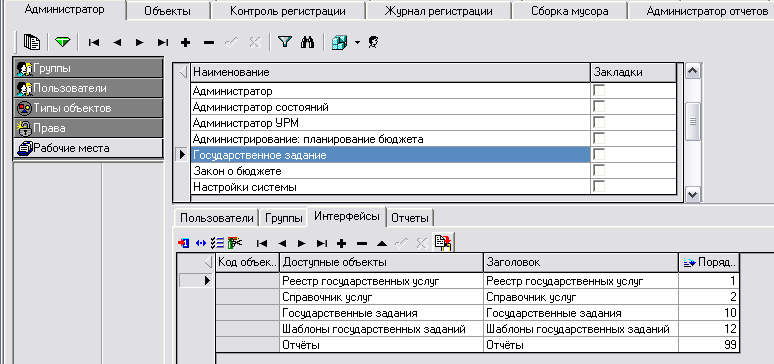 Администратор Объекты Контроль регистрации Журнал регистрации Сборка мусора Администратор отчетов
Группы
Пользователи
Типы объектов
Права
Рабочие места
Наименование Закладки
Администратор
Администратор состояний
Администратор УРМ
Администрирование: планирование бюджета
Государственное задание
Закон о бюджете
Настройки системы
Пользователи Группы Интерфейсы Отчеты
Код объек... Доступные объекты Заголовок Поряд...
Реестр государственных услуг Реестр государственных услуг 1
Справочник услуг Справочник услуг 2
Государственные задания Государственные задания 10
Шаблоны государственных заданий Шаблоны государственных заданий 12
Отчёты Отчёты 99